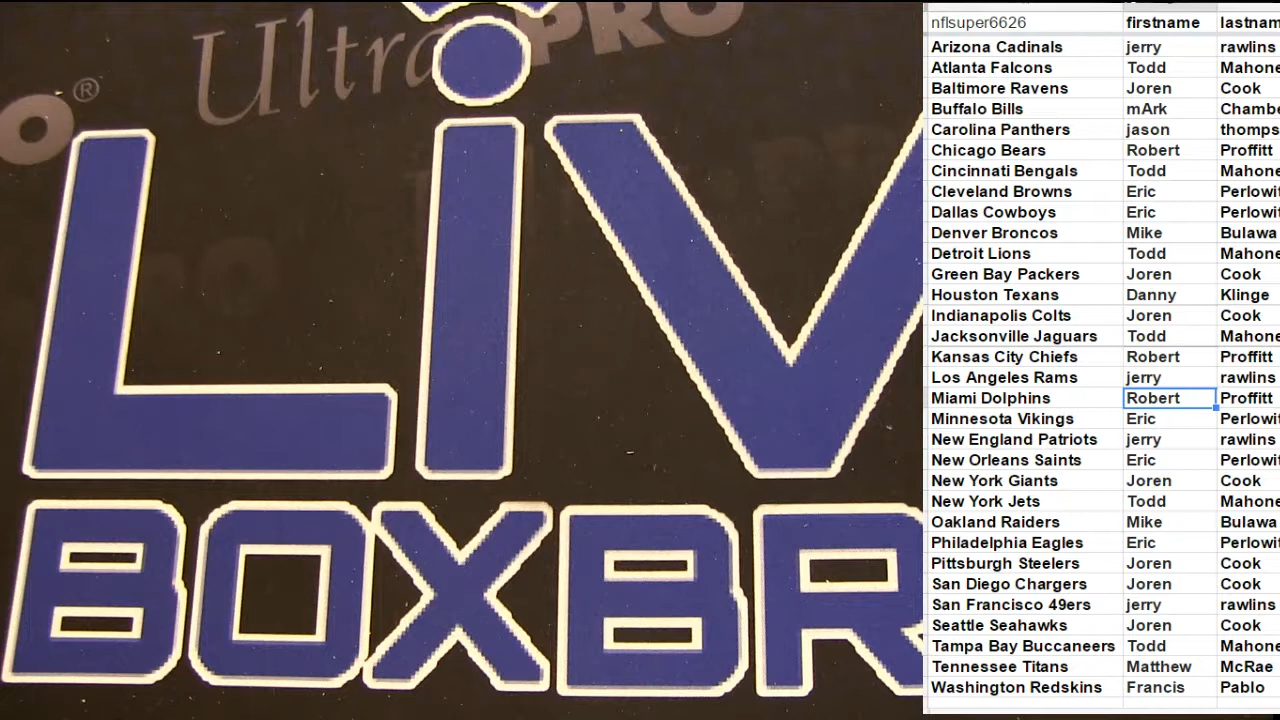 Ultra PRO
O®
LiV
BOXBR
nflsuper6626 firstname lastnam
Arizona Cadinals jerry rawlins
Atlanta Falcons Todd Mahone
Baltimore Ravens Joren Cook
Buffalo Bills mArk Chambe
Carolina Panthers jason thomps
Chicago Bears Robert Proffitt
Cincinnati Bengals Todd Mahone
Cleveland Browns Eric Perlowit
Dallas Cowboys Eric Perlowit
Denver Broncos Mike Bulawa
Detroit Lions Todd Mahone
Green Bay Packers Joren Cook
Houston Texans Danny Klinge
Indianapolis Colts Joren Cook
Jacksonville Jaguars Todd Mahone
Kansas City Chiefs Robert Proffitt
Los Angeles Rams jerry rawlins
Miami Dolphins Robert Proffitt
Minnesota Vikings Eric Perlowit
New England Patriots jerry rawlins
New Orleans Saints Eric Perlowit
New York Giants Joren Cook
New York Jets Todd Mahone
Oakland Raiders Mike Bulawa
Philadelphia Eagles Eric Perlowit
Pittsburgh Steelers Joren Cook
San Diego Chargers Joren Cook
San Francisco 49ers jerry rawlins
Seattle Seahawks Joren Cook
Tampa Bay Buccaneers Todd Mahone
Tennessee Titans Matthew McRae
Washington Redskins Francis Pablo